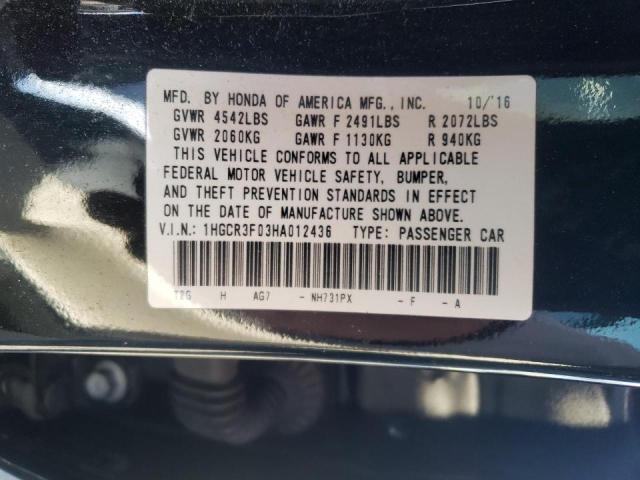 MFD. BY HONDA OF AMERICA MFG., INC. 10/'16
GVWR 4542LBS GAWR F 2491LBS R 2072LBS
GVWR 2060KG GAWR F 1130KG R 940KG
THIS VEHICLE CONFORMS TO ALL APPLICABLE
FEDERAL MOTOR VEHICLE SAFETY, BUMPER,
AND THEFT PREVENTION STANDARDS IN EFFECT
ON THE DATE OF MANUFACTURE SHOWN ABOVE.
V.I.N.: 1HGCR3F03HA012436 TYPE: PASSENGER CAR
T2G H AG7 - NH731PX - F - A